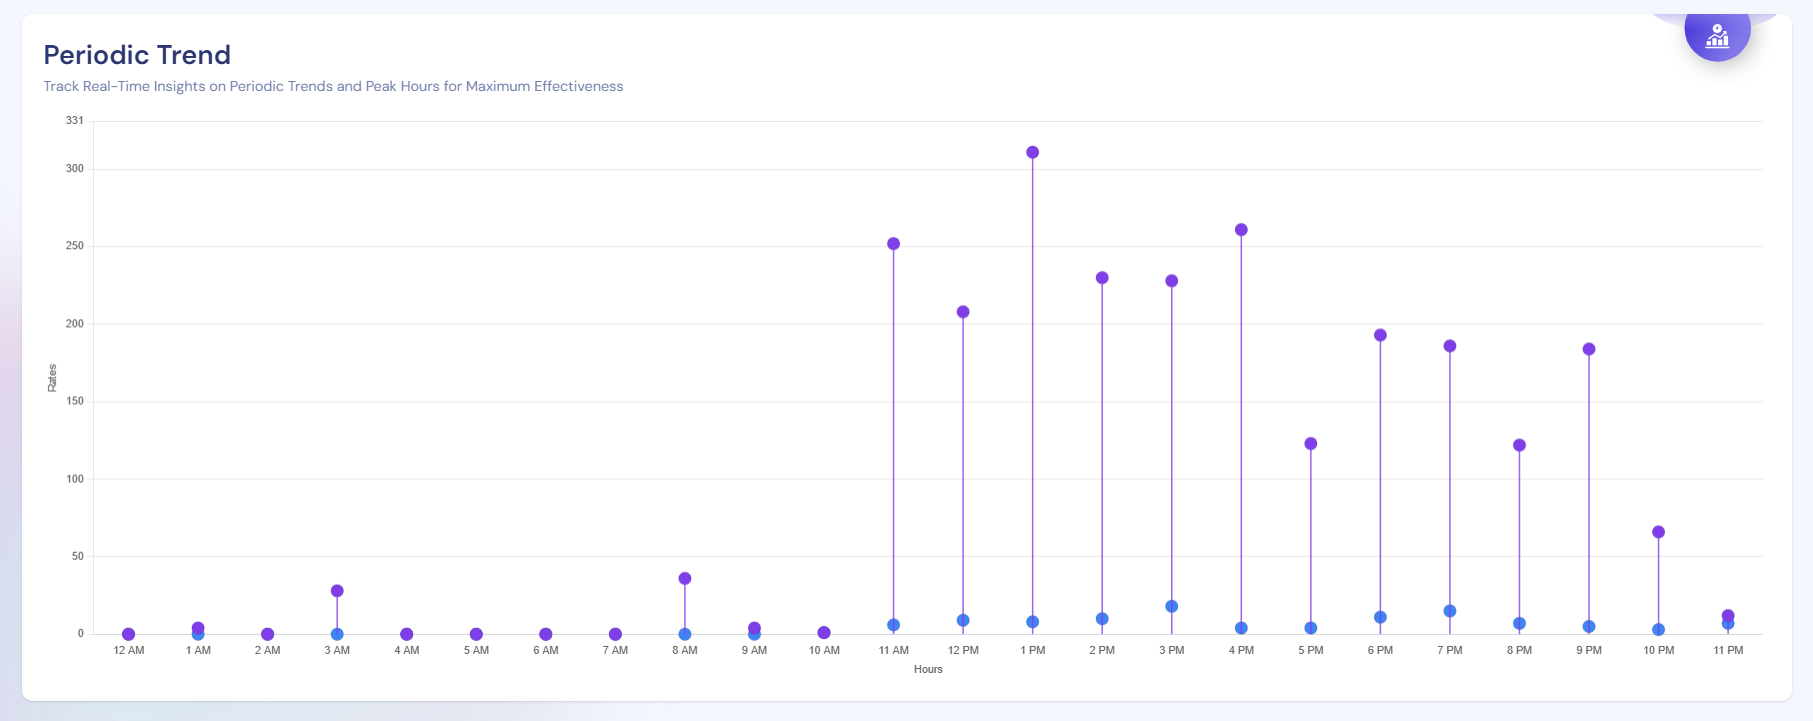 Periodic Trend
Track Real-Time Insights on Periodic Trends and Peak Hours for Maximum Effectiveness
331
300
250
200
150
100
50
0
Rates
12 AM 1 AM 2 AM 3 AM 4 AM 5 AM 6 AM 7 AM 8 AM 9 AM 10 AM 11 AM 12 PM 1 PM 2 PM 3 PM 4 PM 5 PM 6 PM 7 PM 8 PM 9 PM 10 PM 11 PM
Hours